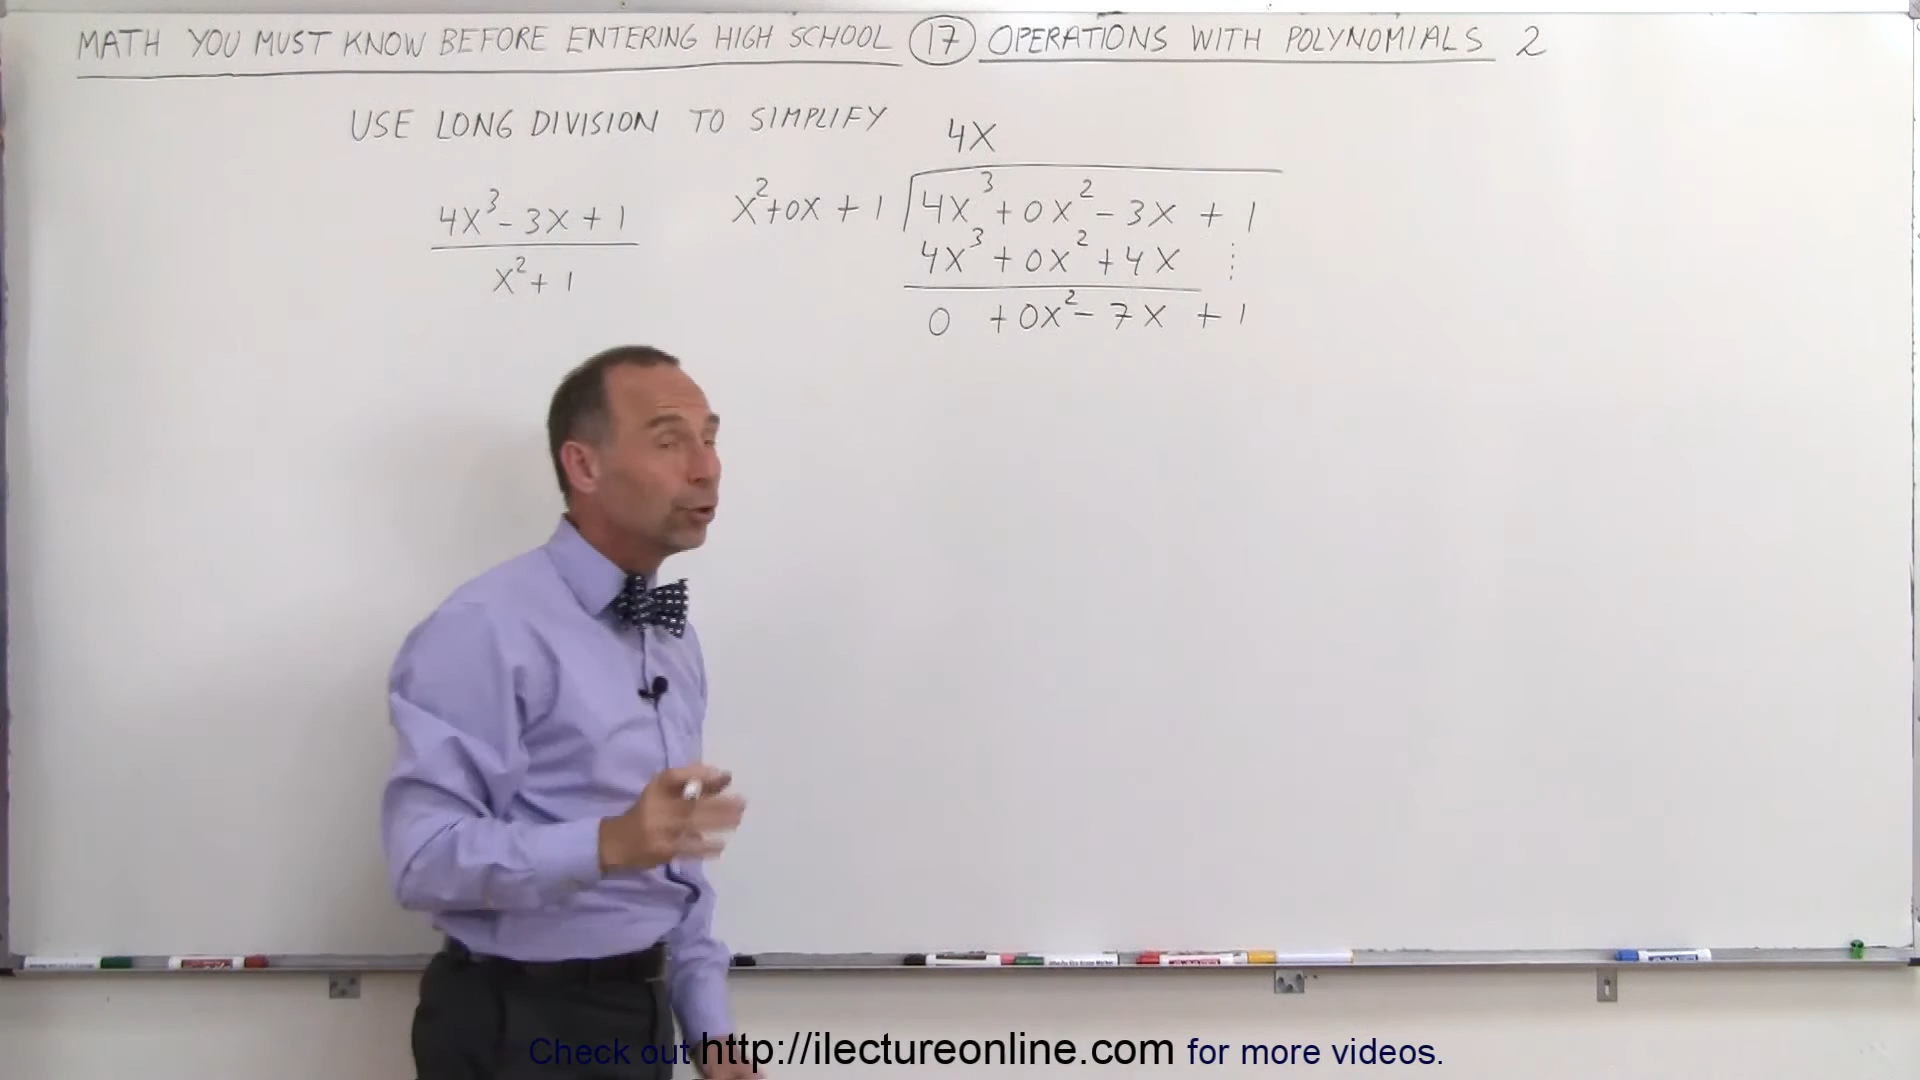 MATH YOU MUST KNOW BEFORE ENTERING HIGH SCHOOL 17 OPERATIONS WITH POLYNOMIALS 2
USE LONG DIVISION TO SIMPLIFY
4X³ - 3X + 1
X² + 1
4X
X² + 0X + 1 4X³ + 0X² - 3X + 1
4X³ + 0X² + 4X
0 + 0X² - 7X + 1
Check out http://ilectureonline.com for more videos.